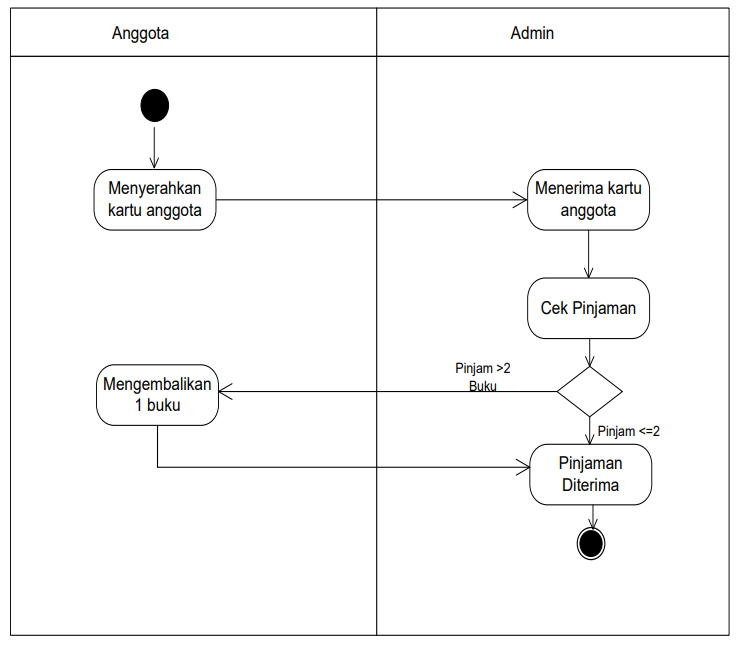 Anggota
Admin
Menyerahkan
kartu anggota
Menerima kartu
anggota
Cek Pinjaman
Pinjam >2
Buku
Mengembalikan
1 buku
Pinjam <=2
Pinjaman
Diterima